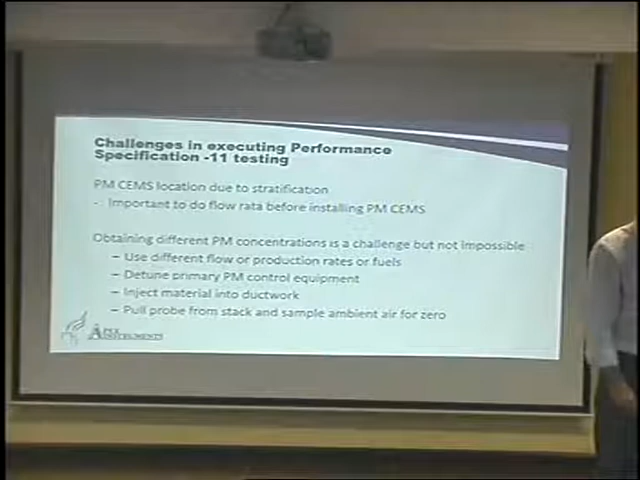 Challenges in executing Performance
Specification -11 testing
PM CEMS location due to stratification
- Important to do flow rata before installing PM CEMS
Obtaining different PM concentrations is a challenge but not impossible
– Use different flow or production rates or fuels
– Detune primary PM control equipment
– Inject material into ductwork
– Pull probe from stack and sample ambient air for zero
APEX
INSTRUMENTS